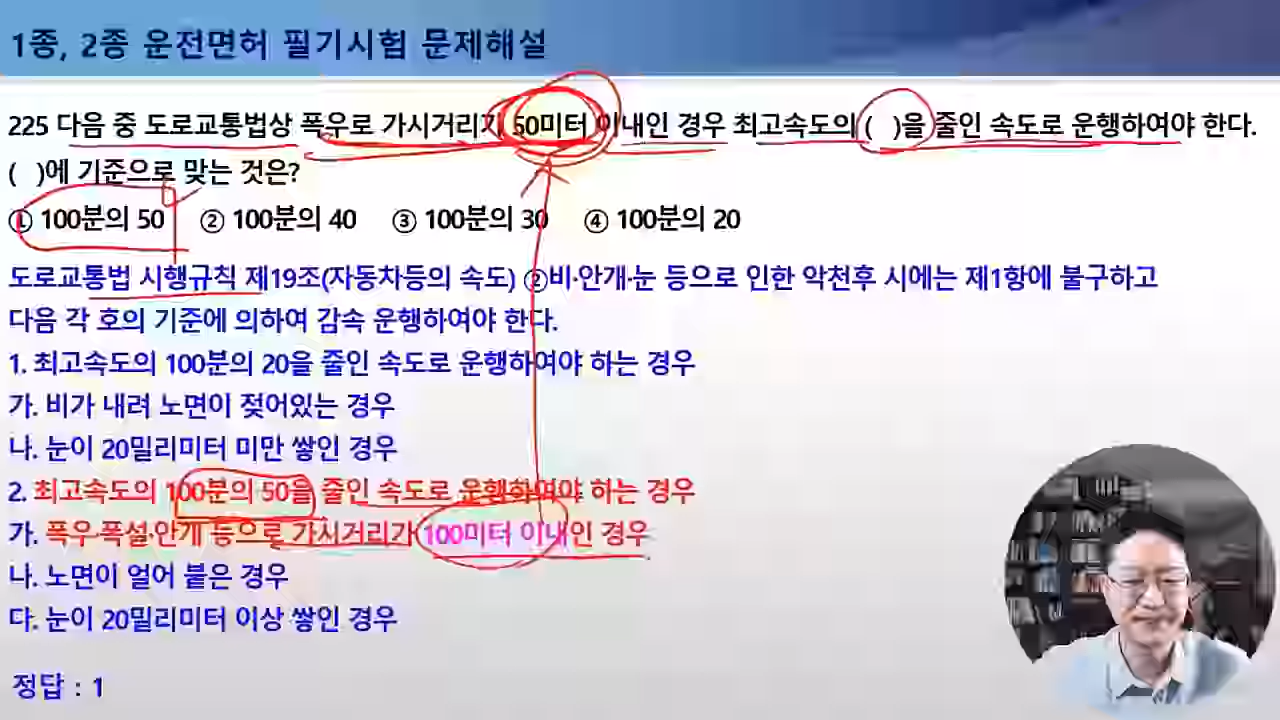 1종, 2종 운전면허 필기시험 문제해설
225 다음 중 도로교통법상 폭우로 가시거리가 50미터 이내인 경우 최고속도의 ( )을 줄인 속도로 운행하여야 한다.
( )에 기준으로 맞는 것은?
① 100분의 50 ② 100분의 40 ③ 100분의 30 ④ 100분의 20
도로교통법 시행규칙 제19조(자동차등의 속도) ②비·안개·눈 등으로 인한 악천후 시에는 제1항에 불구하고
다음 각 호의 기준에 의하여 감속 운행하여야 한다.
1. 최고속도의 100분의 20을 줄인 속도로 운행하여야 하는 경우
가. 비가 내려 노면이 젖어있는 경우
나. 눈이 20밀리미터 미만 쌓인 경우
2. 최고속도의 100분의 50을 줄인 속도로 운행하여야 하는 경우
가. 폭우·폭설·안개 등으로 가시거리가 100미터 이내인 경우
나. 노면이 얼어 붙은 경우
다. 눈이 20밀리미터 이상 쌓인 경우
정답 : 1